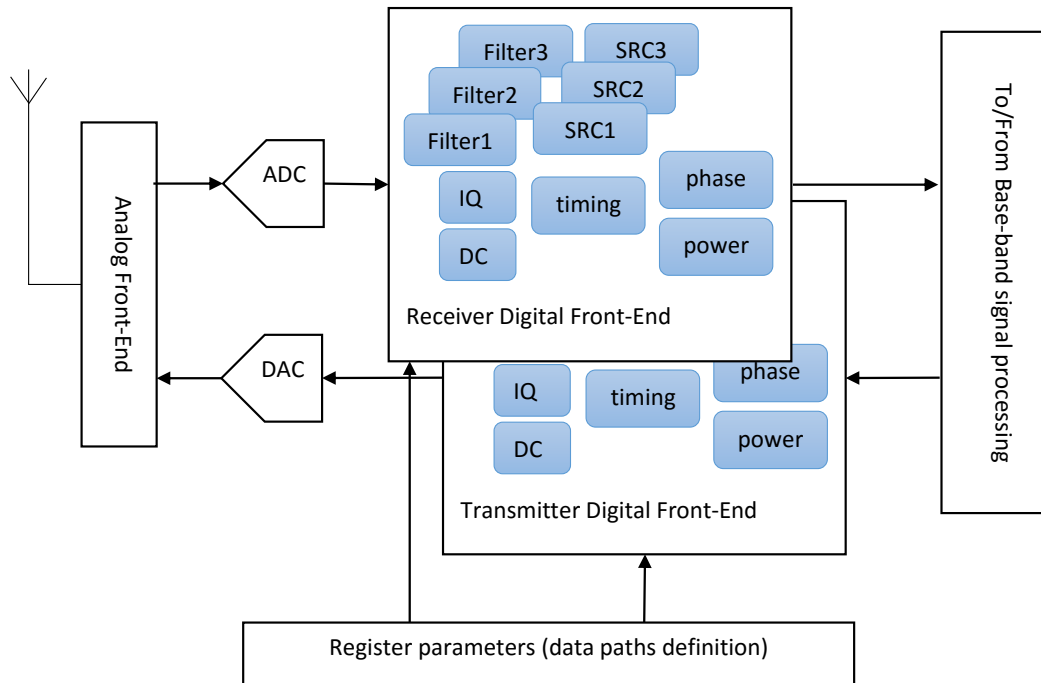 Filter3
SRC3
Filter2
SRC2
Filter1
SRC1
IQ
timing
phase
DC
power
Receiver Digital Front-End
ADC
DAC
Analog Front-End
To/From Base-band signal processing
IQ
timing
phase
DC
power
Transmitter Digital Front-End
Register parameters (data paths definition)